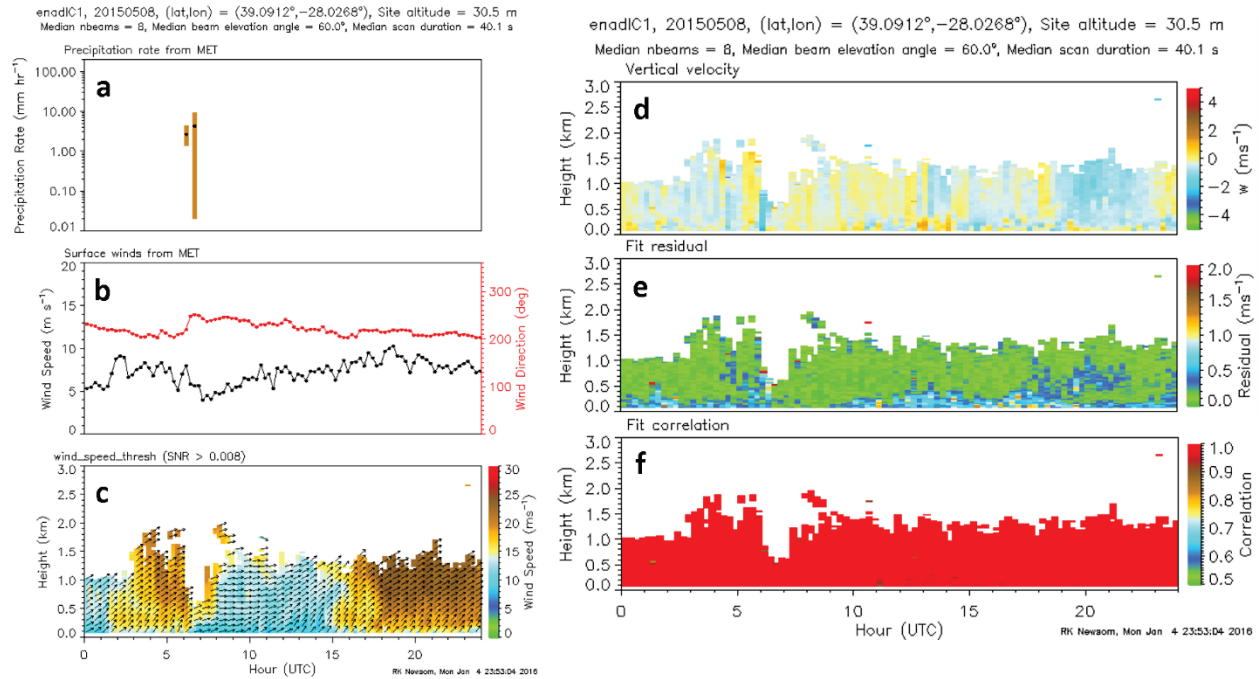 enadlC1, 20150508, (lat,lon) = (39.0912°,−28.0268°), Site altitude = 30.5 m
Median nbeams = 8, Median beam elevation angle = 60.0°, Median scan duration = 40.1 s
Precipitation rate from MET
a
Precipitation Rate (mm hr⁻¹)
100.00
10.00
1.00
0.10
0.01
Surface winds from MET
b
Wind Speed (m s⁻¹)
20
15
10
5
0
Wind Direction (deg)
300
200
100
0
wind_speed_thresh (SNR > 0.008)
c
Height (km)
3.0
2.5
2.0
1.5
1.0
0.5
0.0
0 5 10 15 20
Hour (UTC)
Wind Speed (ms⁻¹)
30
25
20
15
10
5
0
RK Newsom, Mon Jan 4 23:53:04 2016
enadlC1, 20150508, (lat,lon) = (39.0912°,−28.0268°), Site altitude = 30.5 m
Median nbeams = 8, Median beam elevation angle = 60.0°, Median scan duration = 40.1 s
Vertical velocity
d
Height (km)
3.0
2.5
2.0
1.5
1.0
0.5
0.0
w (ms⁻¹)
4
2
0
−2
−4
Fit residual
e
Height (km)
3.0
2.5
2.0
1.5
1.0
0.5
0.0
Residual (ms⁻¹)
2.0
1.5
1.0
0.5
0.0
Fit correlation
f
Height (km)
3.0
2.5
2.0
1.5
1.0
0.5
0.0
Correlation
1.0
0.9
0.8
0.7
0.6
0.5
0 5 10 15 20
Hour (UTC)
RK Newsom, Mon Jan 4 23:53:04 2016